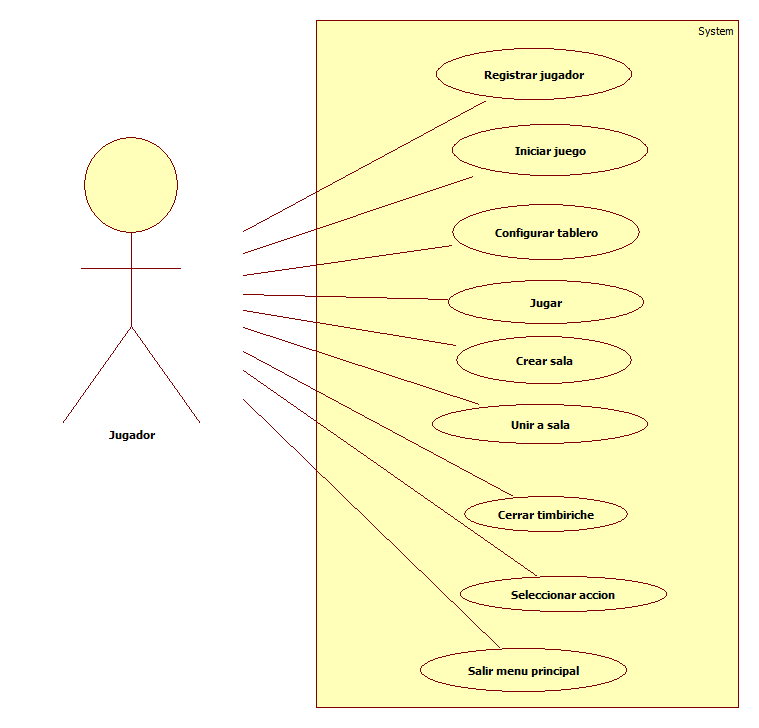 System
Registrar jugador
Iniciar juego
Configurar tablero
Jugar
Crear sala
Unir a sala
Jugador
Cerrar timbiriche
Seleccionar accion
Salir menu principal